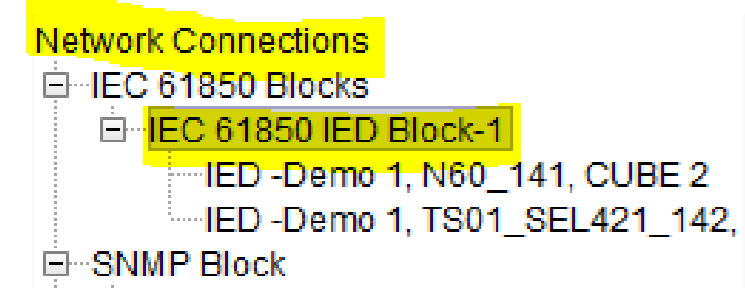 Network Connections
IEC 61850 Blocks
IEC 61850 IED Block-1
IED -Demo 1, N60_141, CUBE 2
IED -Demo 1, TS01_SEL421_142,
SNMP Block